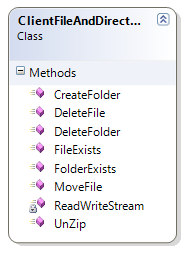 ClientFileAndDirect...
Class
Methods
CreateFolder
DeleteFile
DeleteFolder
FileExists
FolderExists
MoveFile
ReadWriteStream
UnZip